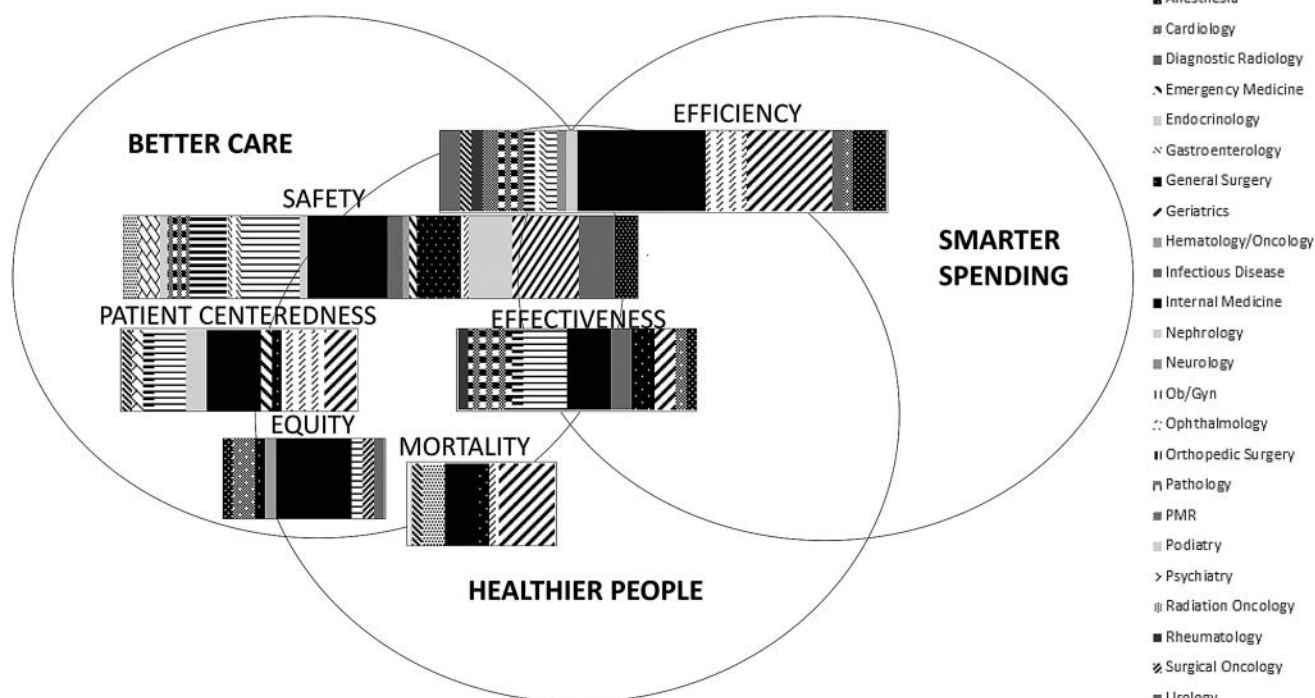 BETTER CARE
EFFICIENCY
SAFETY
SMARTER
SPENDING
PATIENT CENTEREDNESS
EFFECTIVENESS
EQUITY
MORTALITY
HEALTHIER PEOPLE
Anesthesia
Cardiology
Diagnostic Radiology
Emergency Medicine
Endocrinology
Gastroenterology
General Surgery
Geriatrics
Hematology/Oncology
Infectious Disease
Internal Medicine
Nephrology
Neurology
Ob/Gyn
Ophthalmology
Orthopedic Surgery
Pathology
PMR
Podiatry
Psychiatry
Radiation Oncology
Rheumatology
Surgical Oncology
Urology